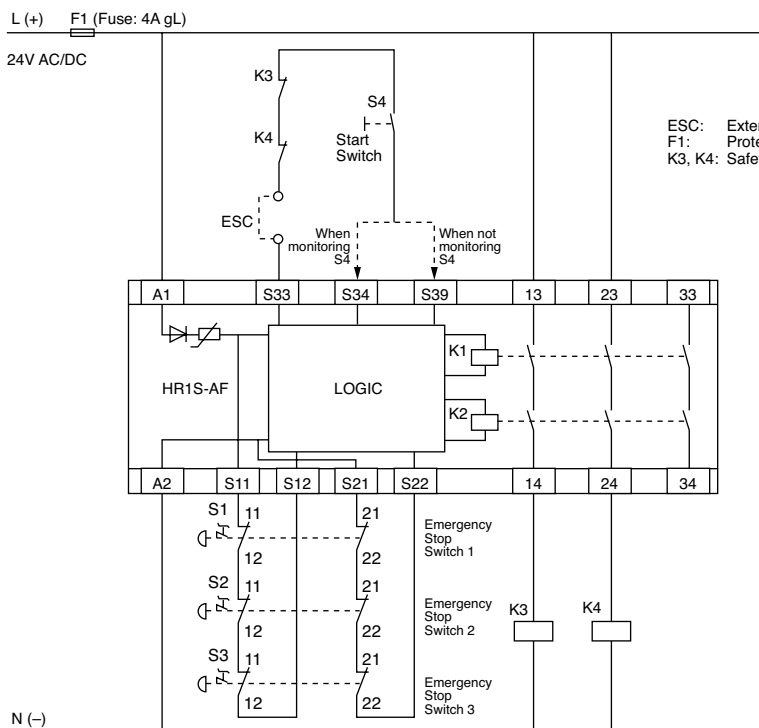 L (+) F1 (Fuse: 4A gL)
24V AC/DC
K3
S4
K4
Start
Switch
ESC: Exter
F1: Prote
K3, K4: Safe
ESC
When
monitoring
S4
When not
monitoring
S4
A1 S33 S34 S39 13 23 33
K1
HR1S-AF LOGIC
K2
A2 S11 S12 S21 S22 14 24 34
S1 11 21
12 22
Emergency
Stop
Switch 1
S2 11 21
12 22
Emergency
Stop
Switch 2
K3 K4
S3 11 21
12 22
Emergency
Stop
Switch 3
N (–)